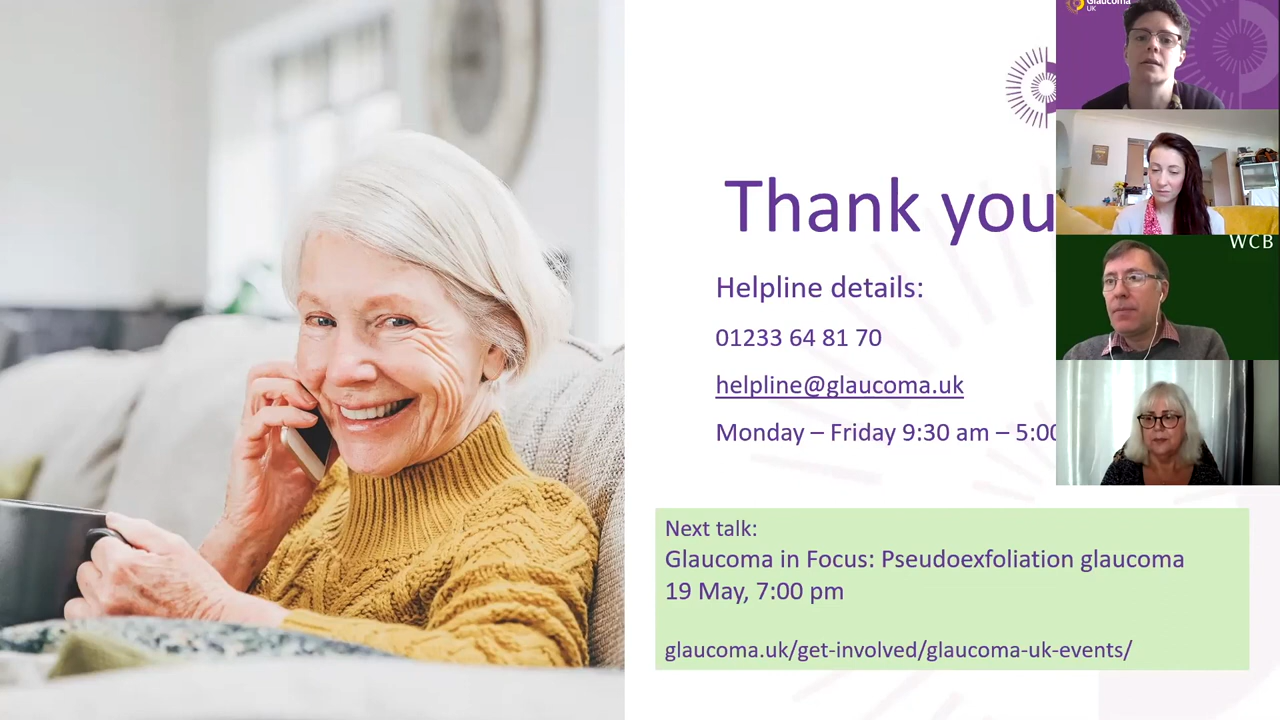 Glaucoma
UK
WCB
Thank you
Helpline details:
01233 64 81 70
helpline@glaucoma.uk
Monday – Friday 9:30 am – 5:00
Next talk:
Glaucoma in Focus: Pseudoexfoliation glaucoma
19 May, 7:00 pm
glaucoma.uk/get-involved/glaucoma-uk-events/